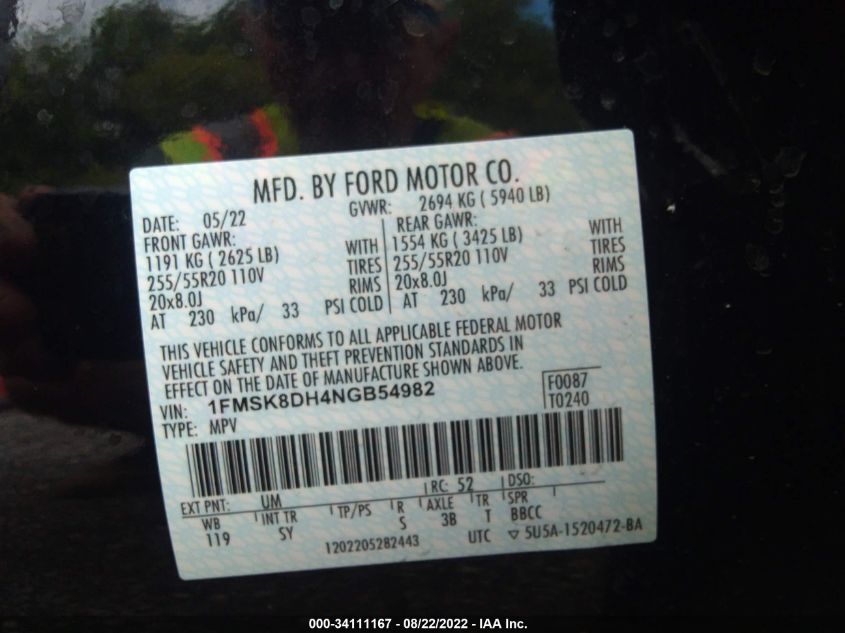 MFD. BY FORD MOTOR CO.
DATE: 05/22 GVWR: 2694 KG ( 5940 LB)
FRONT GAWR: REAR GAWR:
1191 KG ( 2625 LB) WITH 1554 KG ( 3425 LB) WITH
255/55R20 110V TIRES 255/55R20 110V TIRES
20x8.0J RIMS 20x8.0J RIMS
AT 230 kPa/ 33 PSI COLD AT 230 kPa/ 33 PSI COLD
THIS VEHICLE CONFORMS TO ALL APPLICABLE FEDERAL MOTOR
VEHICLE SAFETY AND THEFT PREVENTION STANDARDS IN
EFFECT ON THE DATE OF MANUFACTURE SHOWN ABOVE.
VIN: 1FMSK8DH4NGB54982 F0087
TYPE: MPV T0240
EXT PNT: UM RC: 52 DSO:
WB INT TR TP/PS R AXLE TR SPR
119 SY S 3B T BBCC
1202205282443 UTC ▽ 5U5A-1520472-BA
000-34111167 - 08/22/2022 - IAA Inc.